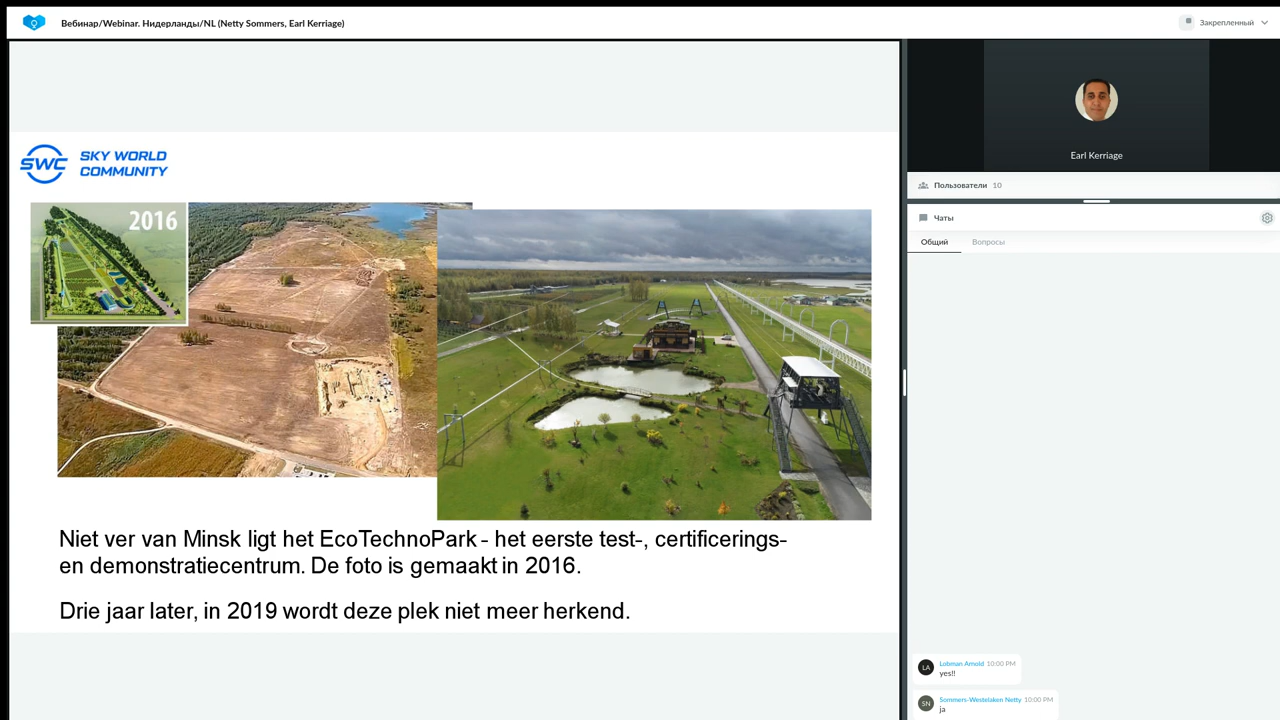 Вебинар/Webinar. Нидерланды/NL (Netty Sommers, Earl Kerriage)
Закрепленный
SWC
SKY WORLD
COMMUNITY
2016
Niet ver van Minsk ligt het EcoTechnoPark - het eerste test-, certificerings-
en demonstratiecentrum. De foto is gemaakt in 2016.
Drie jaar later, in 2019 wordt deze plek niet meer herkend.
Earl Kerriage
Пользователи 10
Чаты
Общий Вопросы
LA
Lobman Arnold 10:00 PM
yes!!
SN
Sommers-Westelaken Netty 10:00 PM
ja